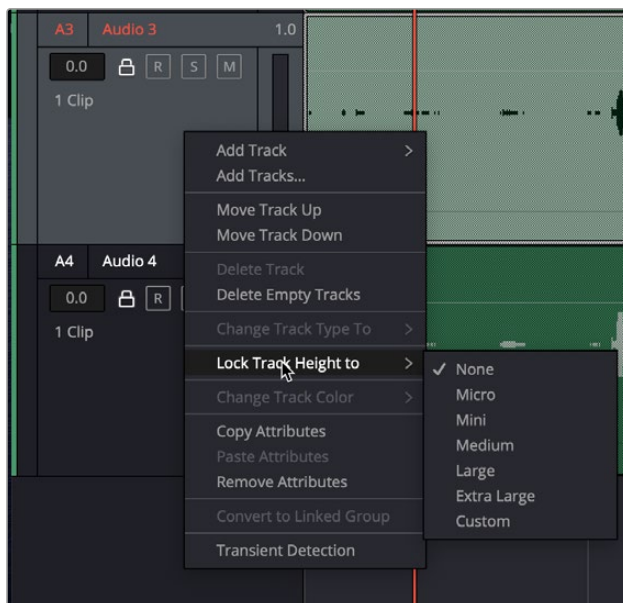 A3 Audio 3 1.0
0.0 R S M
1 Clip
Add Track
Add Tracks...
Move Track Up
Move Track Down
A4 Audio 4
Delete Track
0.0 R
Delete Empty Tracks
1 Clip
Change Track Type To
Lock Track Height to
None
Change Track Color
Micro
Mini
Copy Attributes
Medium
Paste Attributes
Large
Remove Attributes
Extra Large
Convert to Linked Group
Custom
Transient Detection